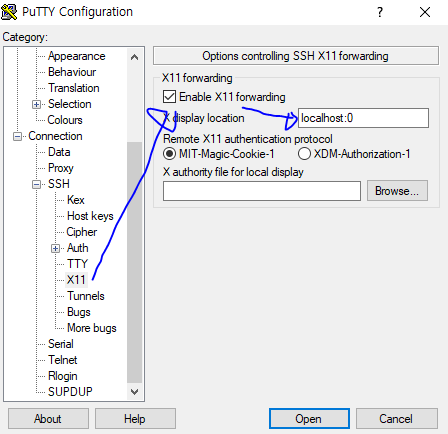 PuTTY Configuration
?
Category:
Appearance
Behaviour
Translation
Selection
Colours
Connection
Data
Proxy
SSH
Kex
Host keys
Cipher
Auth
TTY
X11
Tunnels
Bugs
More bugs
Serial
Telnet
Rlogin
SUPDUP
Options controlling SSH X11 forwarding
X11 forwarding
Enable X11 forwarding
X display location localhost:0
Remote X11 authentication protocol
MIT-Magic-Cookie-1 XDM-Authorization-1
X authority file for local display
Browse...
About Help Open Cancel